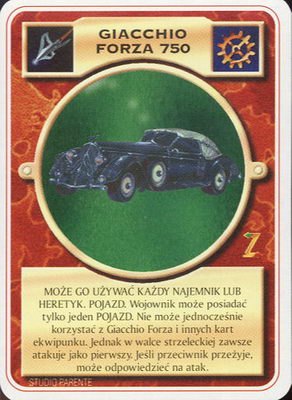 GIACCHIO
FORZA 750
MOŻE GO UŻYWAĆ KAŻDY NAJEMNIK LUB
HERETYK. POJAZD. Wojownik może posiadać
tylko jeden POJAZD. Nie może jednocześnie
korzystać z Giacchio Forza i innych kart
ekwipunku. Jednak w walce strzeleckiej zawsze
atakuje jako pierwszy. Jeśli przeciwnik przeżyje,
może odpowiedzieć na atak.
STUDIO PARENTE